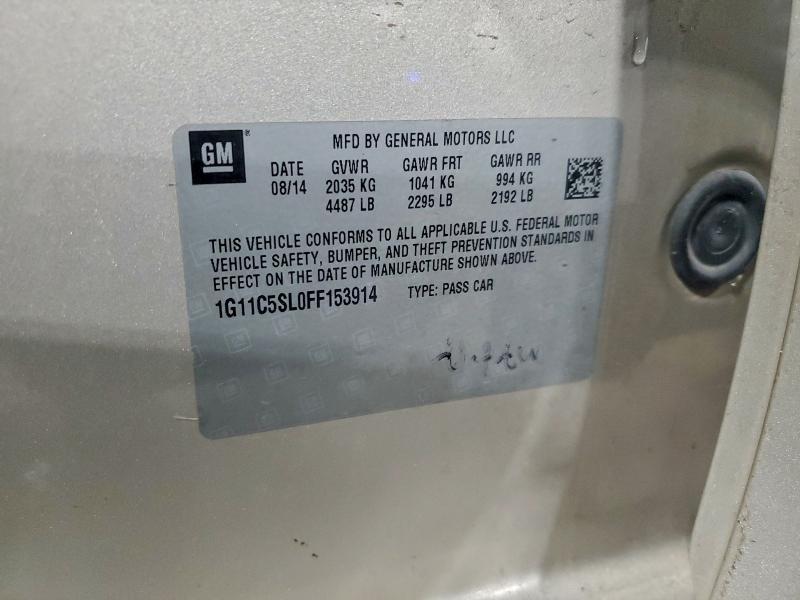 GM
MFD BY GENERAL MOTORS LLC
DATE GVWR GAWR FRT GAWR RR
08/14 2035 KG 1041 KG 994 KG
4487 LB 2295 LB 2192 LB
THIS VEHICLE CONFORMS TO ALL APPLICABLE U.S. FEDERAL MOTOR
VEHICLE SAFETY, BUMPER, AND THEFT PREVENTION STANDARDS IN
EFFECT ON THE DATE OF MANUFACTURE SHOWN ABOVE.
1G11C5SL0FF153914 TYPE: PASS CAR